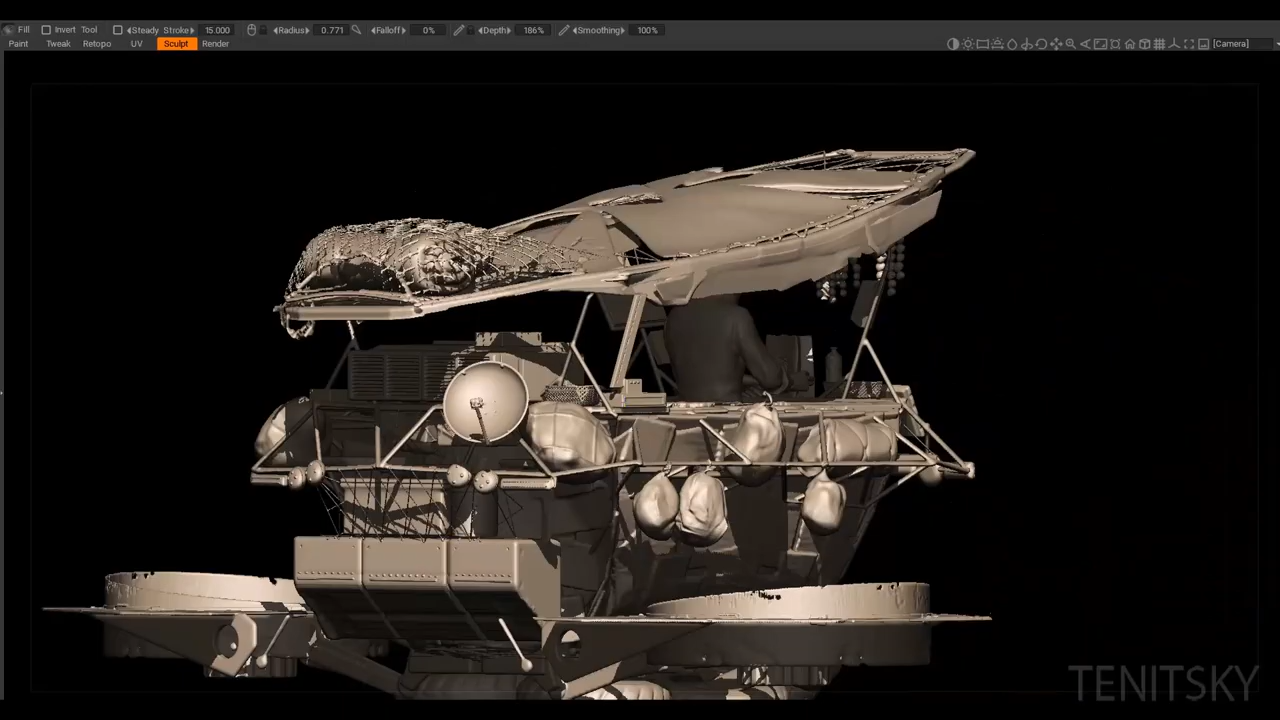 Fill Invert Tool Steady Stroke 15.000 Radius 0.771 Falloff 0% Depth 186% Smoothing 100%
Paint Tweak Retopo UV Sculpt Render [Camera]
TENITSKY